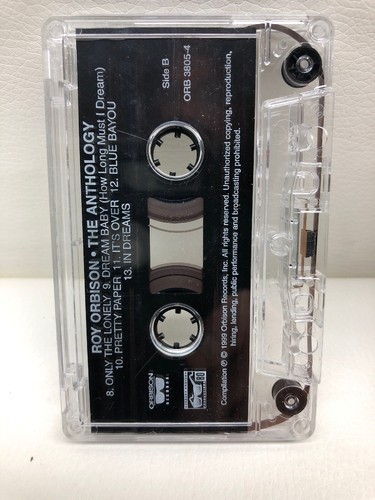 ROY ORBISON • THE ANTHOLOGY
8. ONLY THE LONELY 9. DREAM BABY (How Long Must I Dream)
10. PRETTY PAPER 11. IT'S OVER 12. BLUE BAYOU
13. IN DREAMS
Side B
ORB 3805-4
ORBISON
RECORDS
Compilation ℗ © 1999 Orbison Records, Inc. All rights reserved. Unauthorized copying, reproduction,
hiring, lending, public performance and broadcasting prohibited.